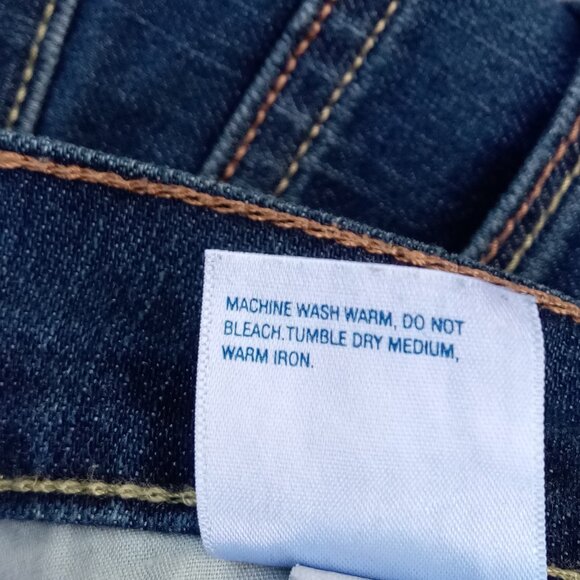 MACHINE WASH WARM, DO NOT
BLEACH.TUMBLE DRY MEDIUM,
WARM IRON.